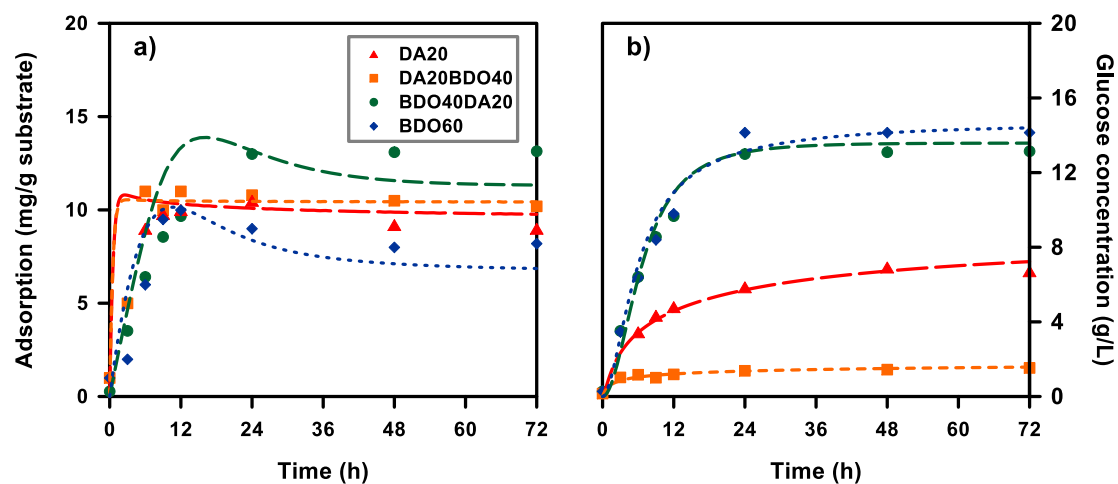 a)
DA20
DA20BDO40
BDO40DA20
BDO60
Adsorption (mg/g substrate)
20
15
10
5
0
0 12 24 36 48 60 72
Time (h)
b)
20
16
12
8
4
0
Glucose concentration (g/L)
0 12 24 36 48 60 72
Time (h)